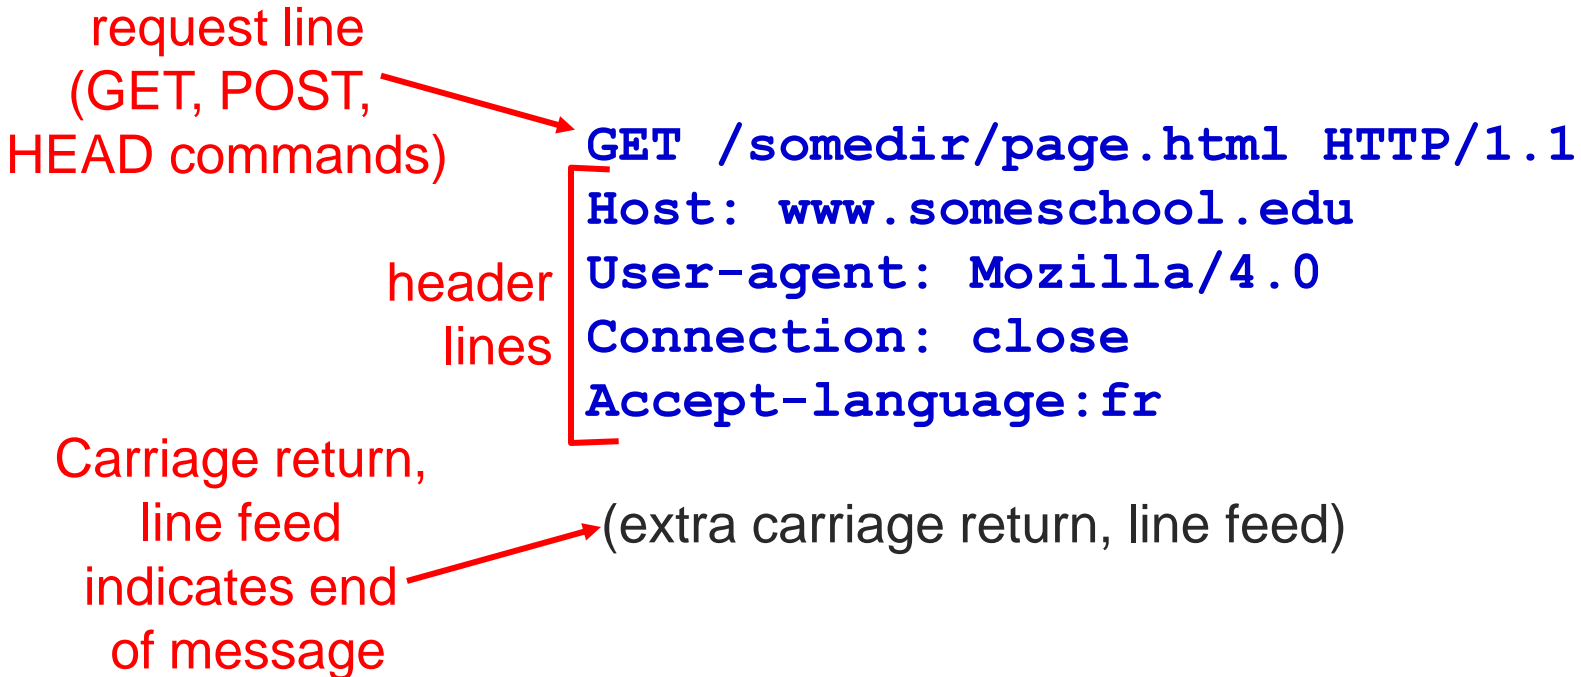 request line
(GET, POST,
HEAD commands)
GET /somedir/page.html HTTP/1.1
Host: www.someschool.edu
User-agent: Mozilla/4.0
Connection: close
Accept-language:fr
header
lines
Carriage return,
line feed
indicates end
of message
(extra carriage return, line feed)